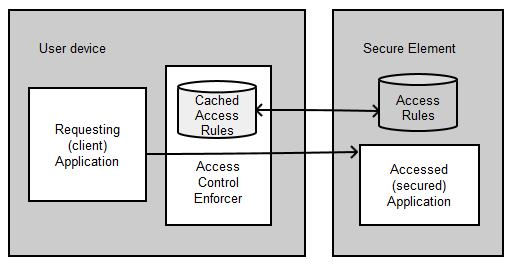 User device
Secure Element
Cached
Access
Rules
Access
Rules
Requesting
(client)
Application
Access
Control
Enforcer
Accessed
(secured)
Application